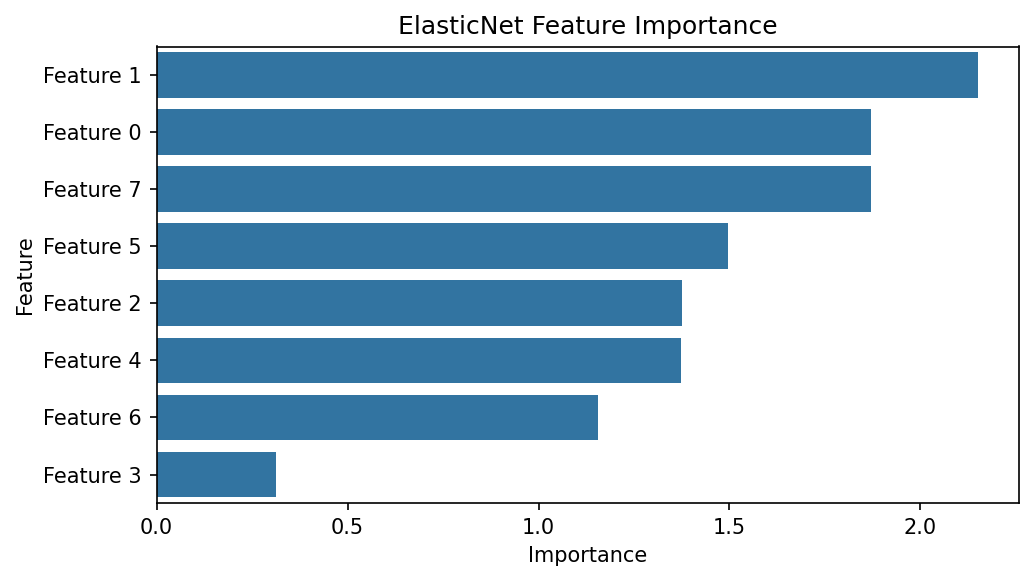 ElasticNet Feature Importance
Feature 1
Feature 0
Feature 7
Feature 5
Feature 2
Feature 4
Feature 6
Feature 3
Feature
0.0 0.5 1.0 1.5 2.0
Importance